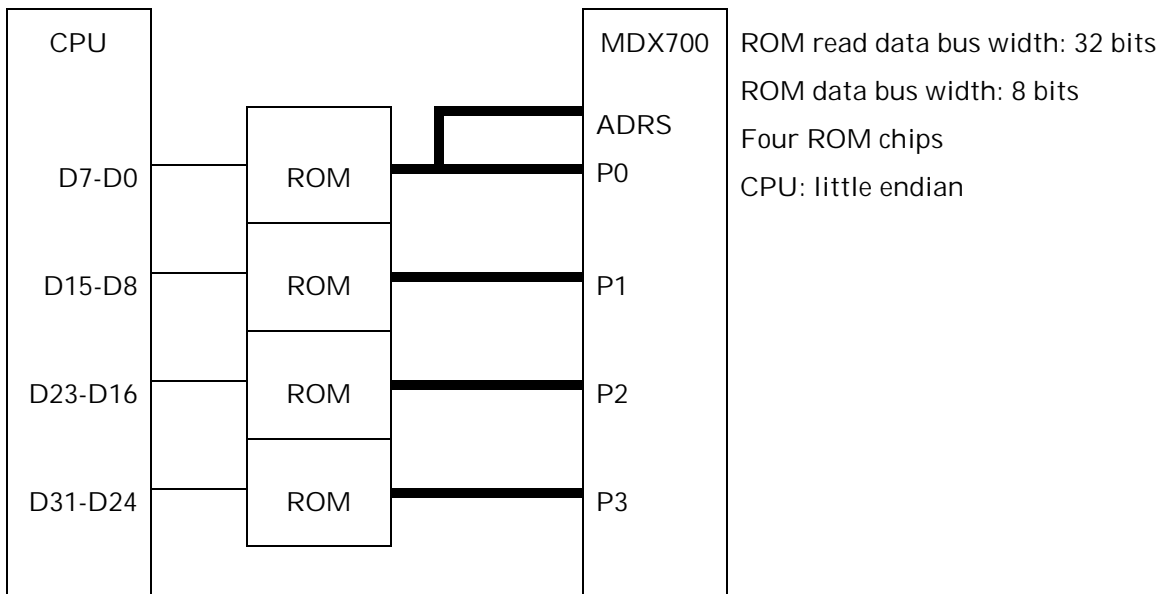 CPU
MDX700
ROM read data bus width: 32 bits
ROM data bus width: 8 bits
ADRS
Four ROM chips
D7-D0
ROM
P0
CPU: little endian
D15-D8
ROM
P1
D23-D16
ROM
P2
D31-D24
ROM
P3